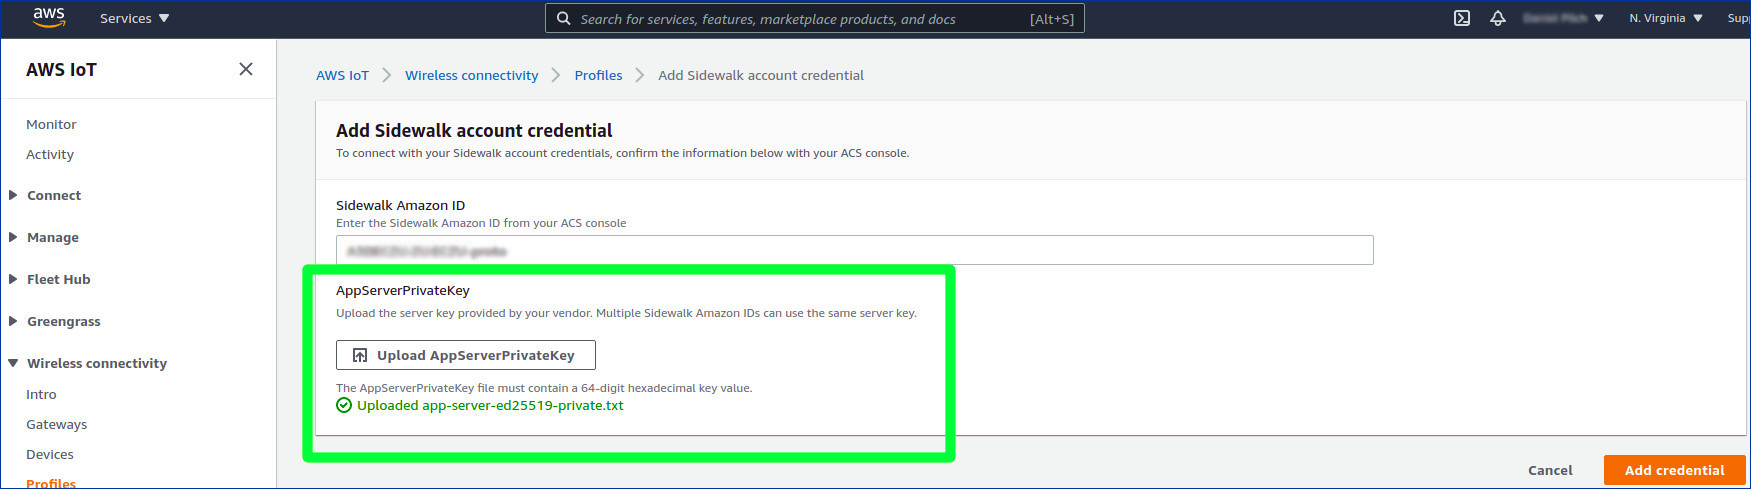 aws Services Search for services, features, marketplace products, and docs [Alt+S] N. Virginia Sup
AWS IoT
Monitor
Activity
Connect
Manage
Fleet Hub
Greengrass
Wireless connectivity
Intro
Gateways
Devices
Profiles
AWS IoT Wireless connectivity Profiles Add Sidewalk account credential
Add Sidewalk account credential
To connect with your Sidewalk account credentials, confirm the information below with your ACS console.
Sidewalk Amazon ID
Enter the Sidewalk Amazon ID from your ACS console
AppServerPrivateKey
Upload the server key provided by your vendor. Multiple Sidewalk Amazon IDs can use the same server key.
Upload AppServerPrivateKey
The AppServerPrivateKey file must contain a 64-digit hexadecimal key value.
Uploaded app-server-ed25519-private.txt
Cancel Add credential